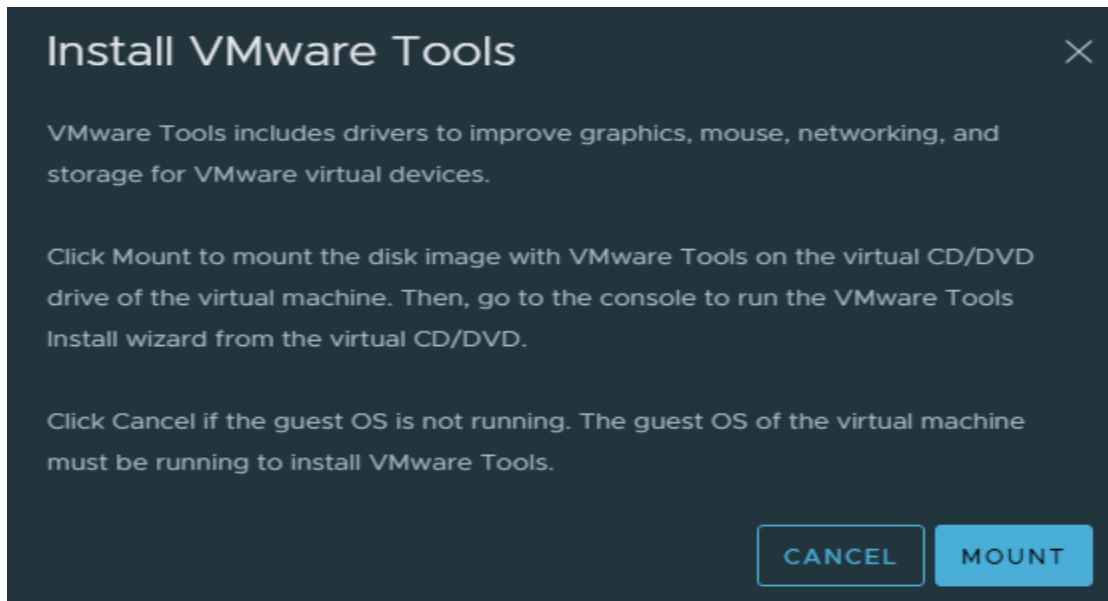 Install VMware Tools
VMware Tools includes drivers to improve graphics, mouse, networking, and
storage for VMware virtual devices.
Click Mount to mount the disk image with VMware Tools on the virtual CD/DVD
drive of the virtual machine. Then, go to the console to run the VMware Tools
Install wizard from the virtual CD/DVD.
Click Cancel if the guest OS is not running. The guest OS of the virtual machine
must be running to install VMware Tools.
CANCEL MOUNT